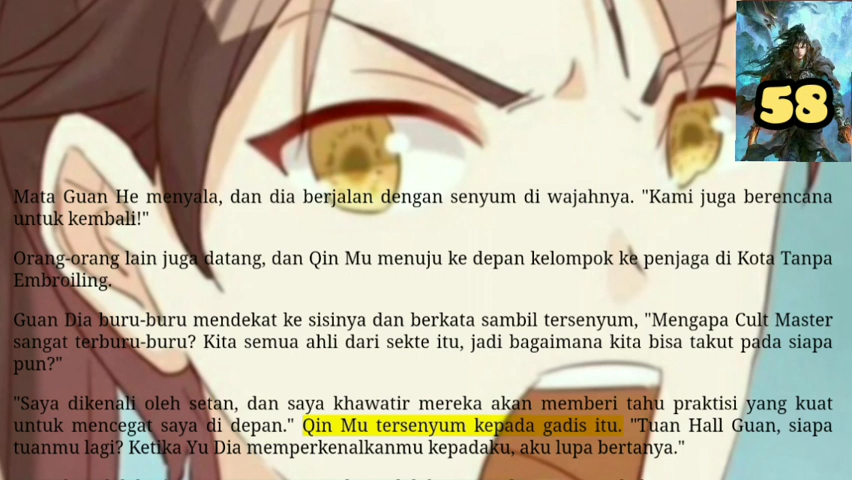 58
Mata Guan He menyala, dan dia berjalan dengan senyum di wajahnya. "Kami juga berencana
untuk kembali!"
Orang-orang lain juga datang, dan Qin Mu menuju ke depan kelompok ke penjaga di Kota Tanpa
Embroiling.
Guan Dia buru-buru mendekat ke sisinya dan berkata sambil tersenyum, "Mengapa Cult Master
sangat terburu-buru? Kita semua ahli dari sekte itu, jadi bagaimana kita bisa takut pada siapa
pun?"
"Saya dikenali oleh setan, dan saya khawatir mereka akan memberi tahu praktisi yang kuat
untuk mencegat saya di depan." Qin Mu tersenyum kepada gadis itu. "Tuan Hall Guan, siapa
tuanmu lagi? Ketika Yu Dia memperkenalkanmu kepadaku, aku lupa bertanya."